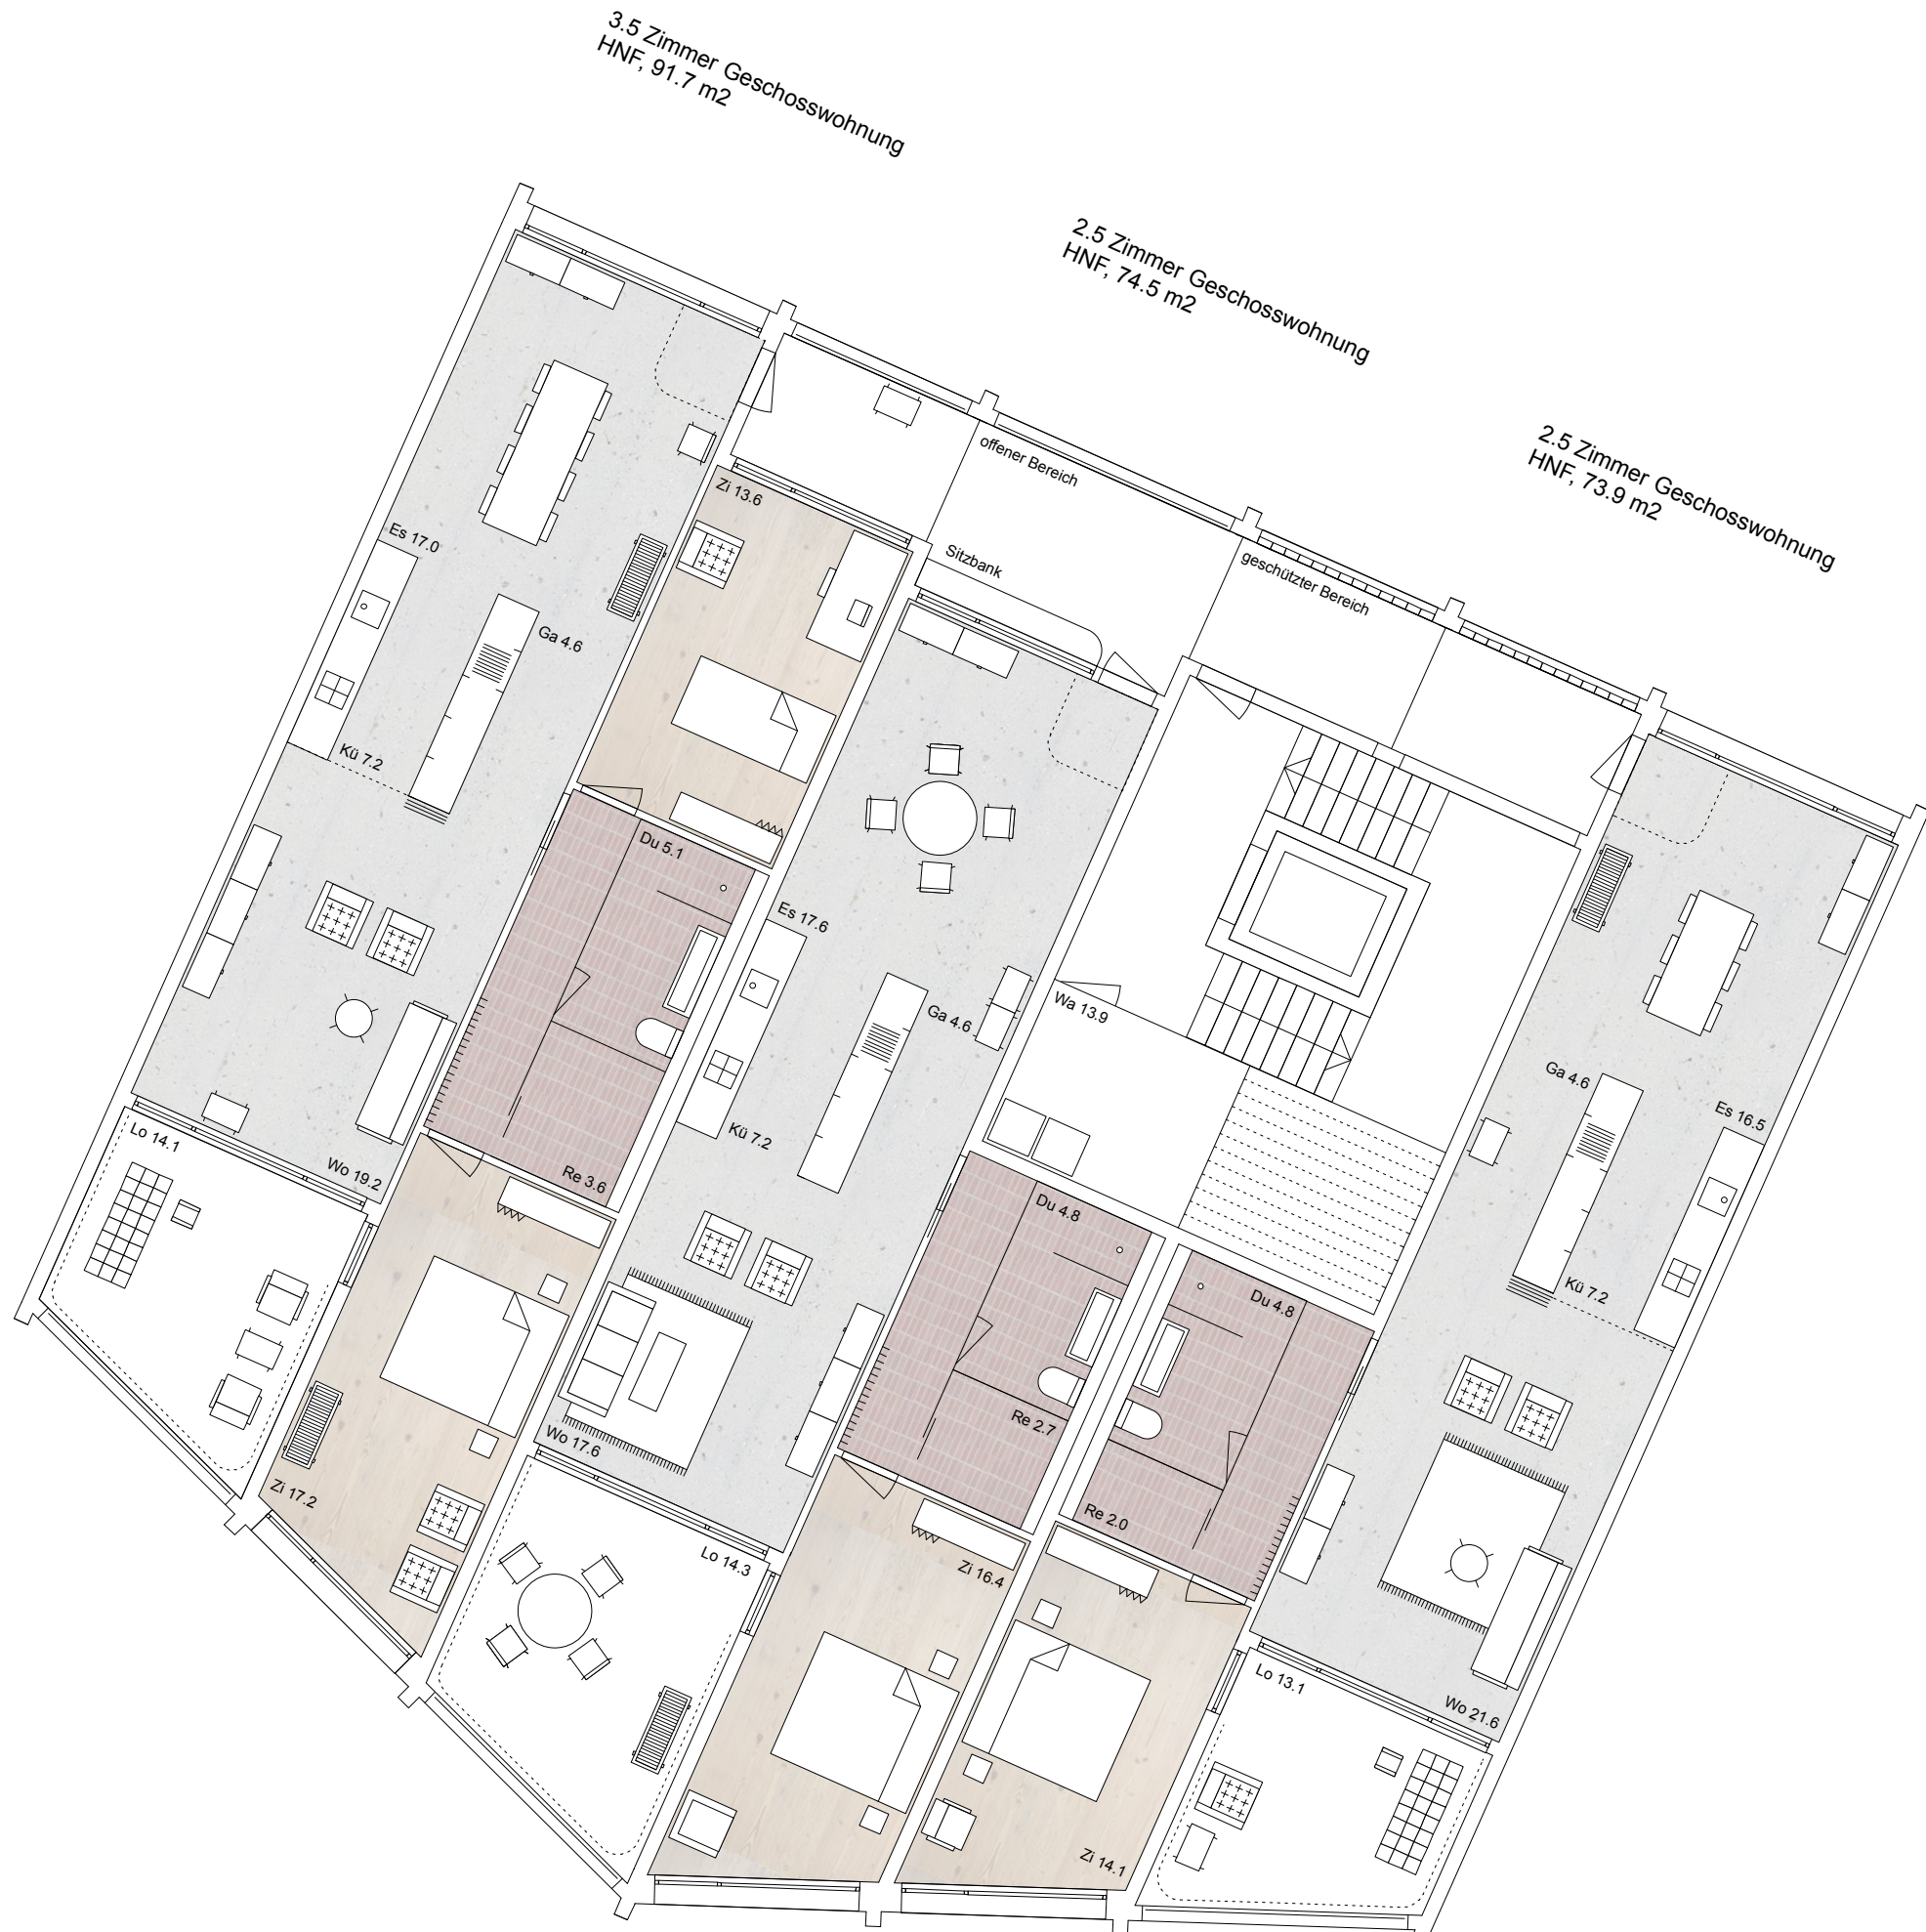 3.5 Zimmer Geschosswohnung
HNF, 91.7 m2
2.5 Zimmer Geschosswohnung
HNF, 74.5 m2
2.5 Zimmer Geschosswohnung
HNF, 73.9 m2
offener Bereich
Zi 13.6
Es 17.0
Sitzbank
geschützter Bereich
Ga 4.6
Kü 7.2
Du 5.1
Es 17.6
Wa 13.9
Ga 4.6
Ga 4.6
Es 16.5
Kü 7.2
Lo 14.1
Wo 19.2
Re 3.6
Du 4.8
Du 4.8
Kü 7.2
Re 2.7
Wo 17.6
Zi 17.2
Re 2.0
Lo 14.3
Zi 16.4
Lo 13.1
Wo 21.6
Zi 14.1